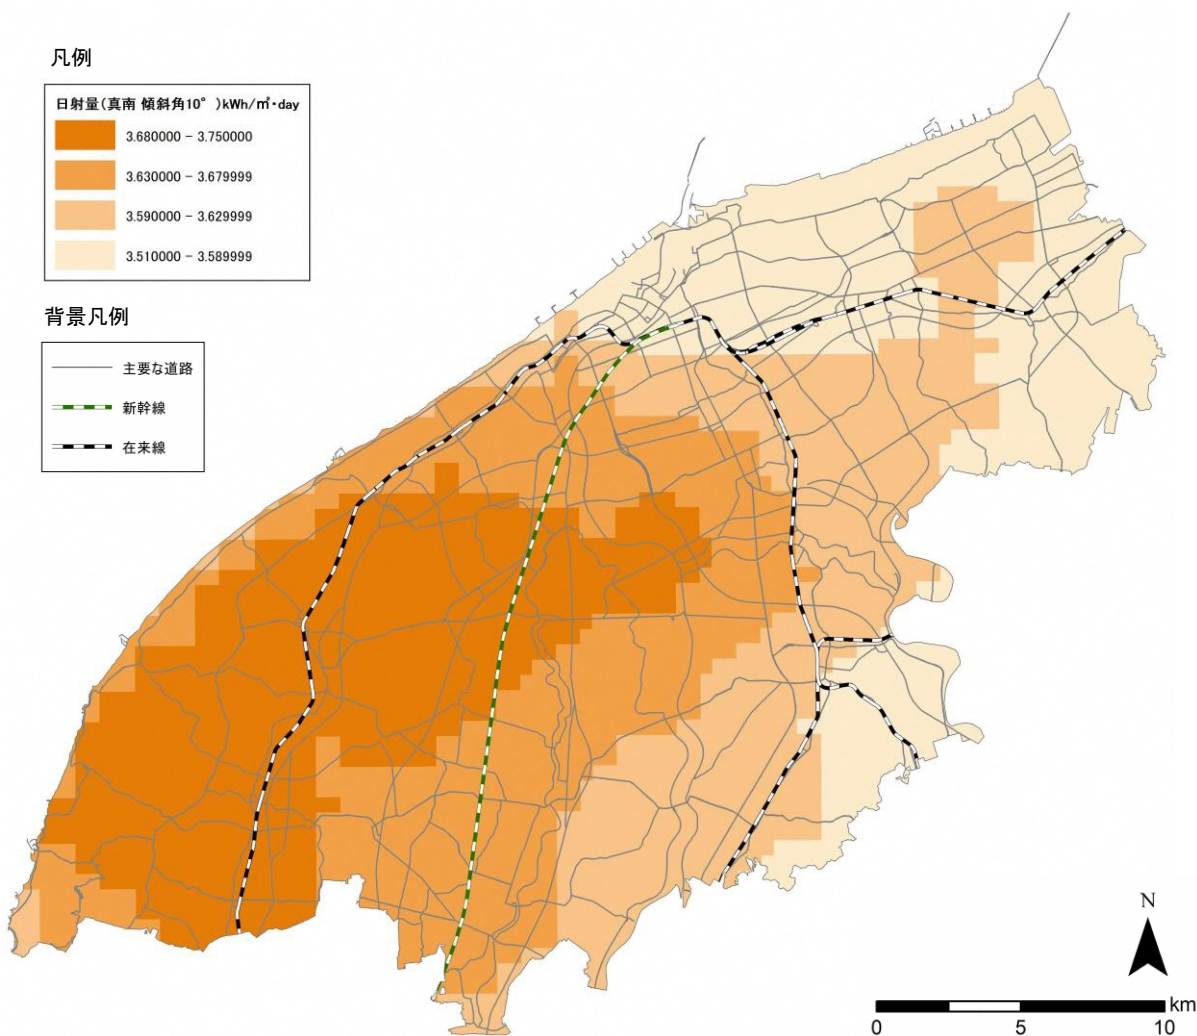 凡例
日射量(真南 傾斜角10°)kWh/㎡・day
3.680000 - 3.750000
3.630000 - 3.679999
3.590000 - 3.629999
3.510000 - 3.589999
背景凡例
主要な道路
新幹線
在来線
N
km
0 5 10